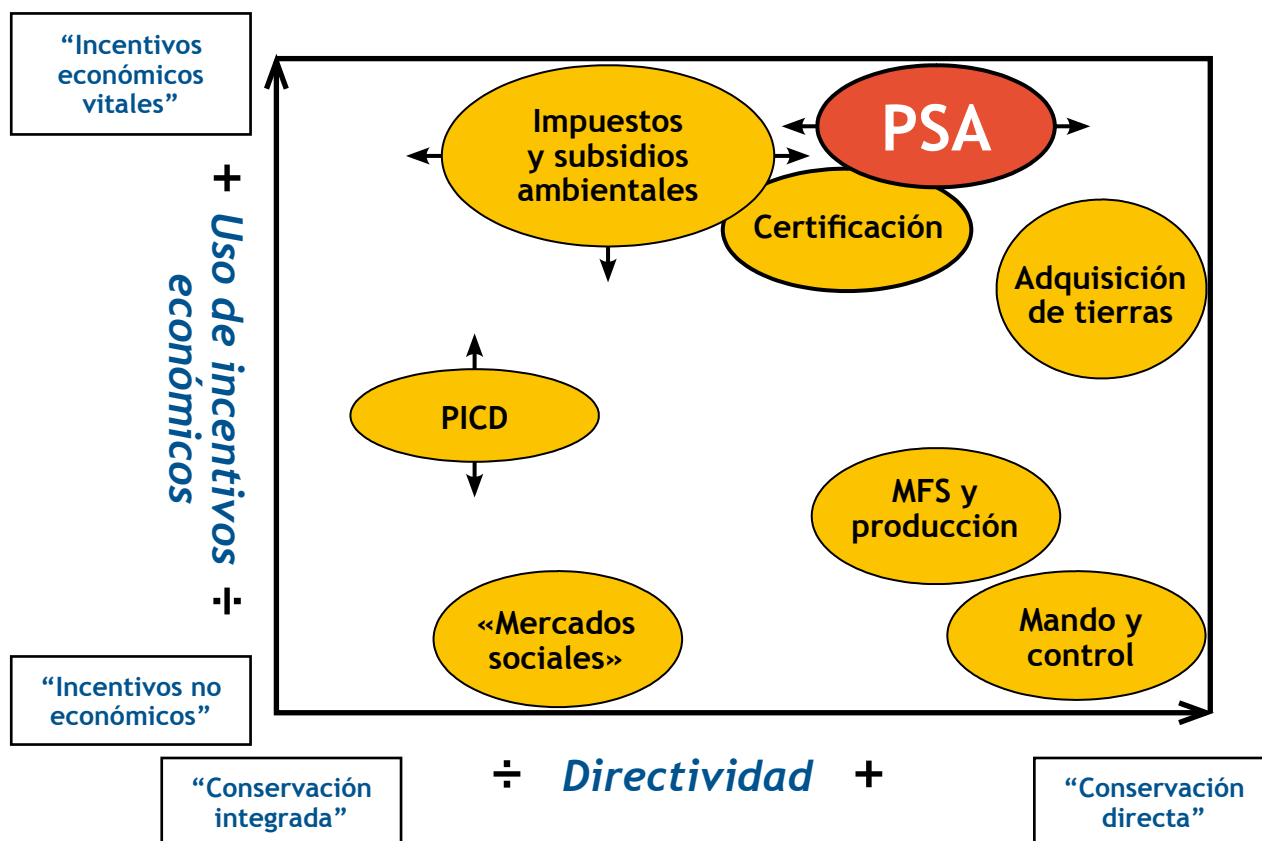 “Incentivos
económicos
vitales”
+
Uso de incentivos
económicos
÷
“Incentivos no
económicos”
Impuestos
y subsidios
ambientales
PSA
Certificación
Adquisición
de tierras
PICD
MFS y
producción
«Mercados
sociales»
Mando y
control
“Conservación
integrada”
÷ Directividad +
“Conservación
directa”